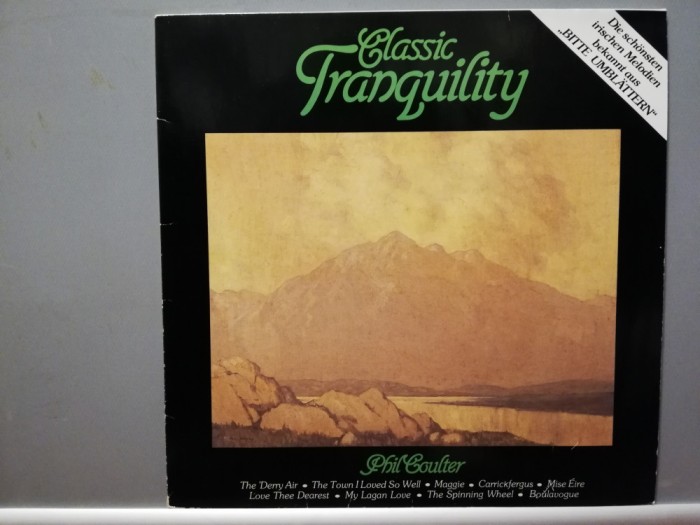 Classic
Tranquility
Die schönsten
irischen Melodien
bekannt aus
„BITTE UMBLÄTTERN“
Phil Coulter
The Derry Air • The Town I Loved So Well • Maggie • Carrickfergus • Mise Éire
Love Thee Dearest • My Lagan Love • The Spinning Wheel • Boulavogue